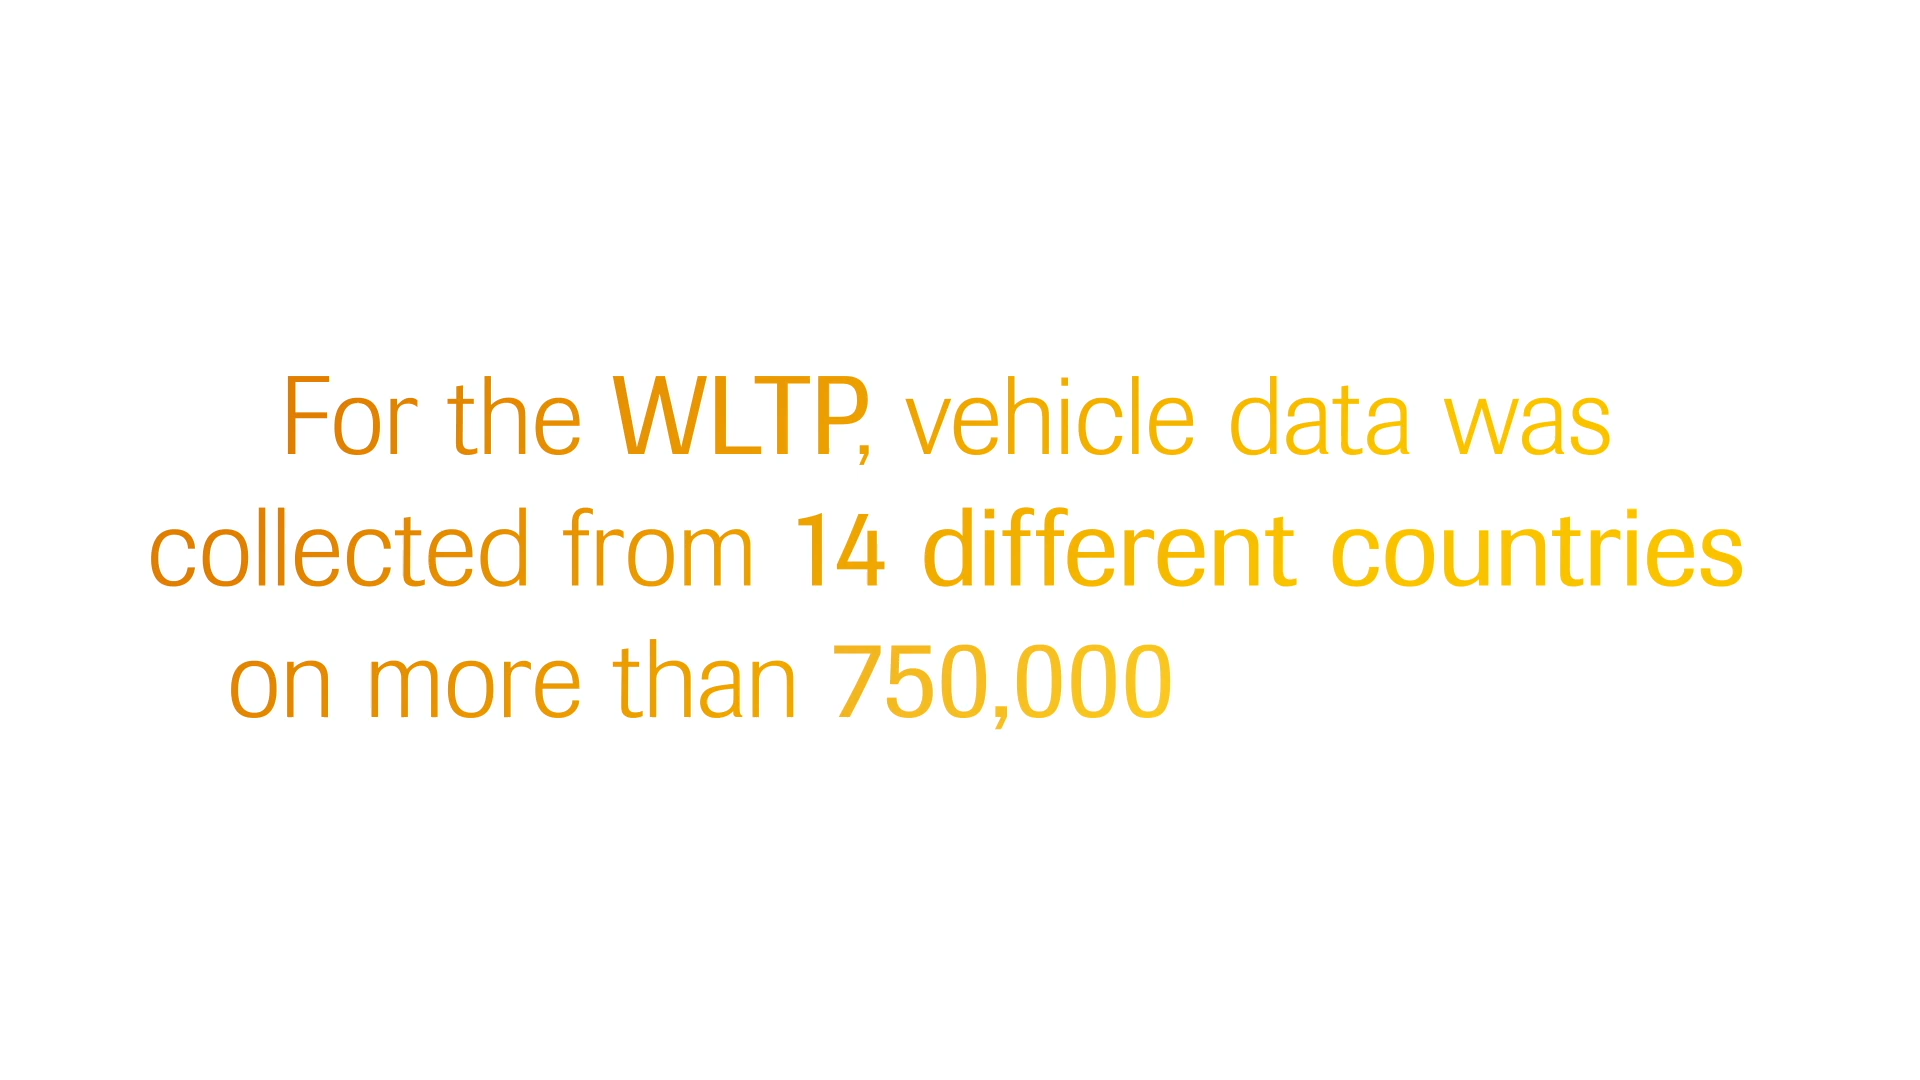 For the WLTP, vehicle data was
collected from 14 different countries
on more than 750,000